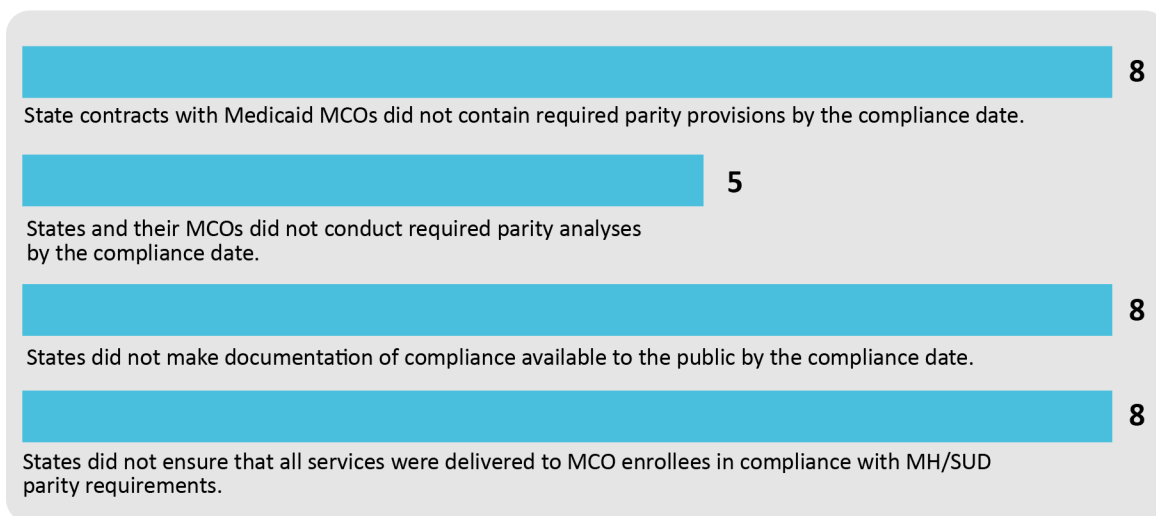 8
State contracts with Medicaid MCOs did not contain required parity provisions by the compliance date.
5
States and their MCOs did not conduct required parity analyses
by the compliance date.
8
States did not make documentation of compliance available to the public by the compliance date.
8
States did not ensure that all services were delivered to MCO enrollees in compliance with MH/SUD
parity requirements.